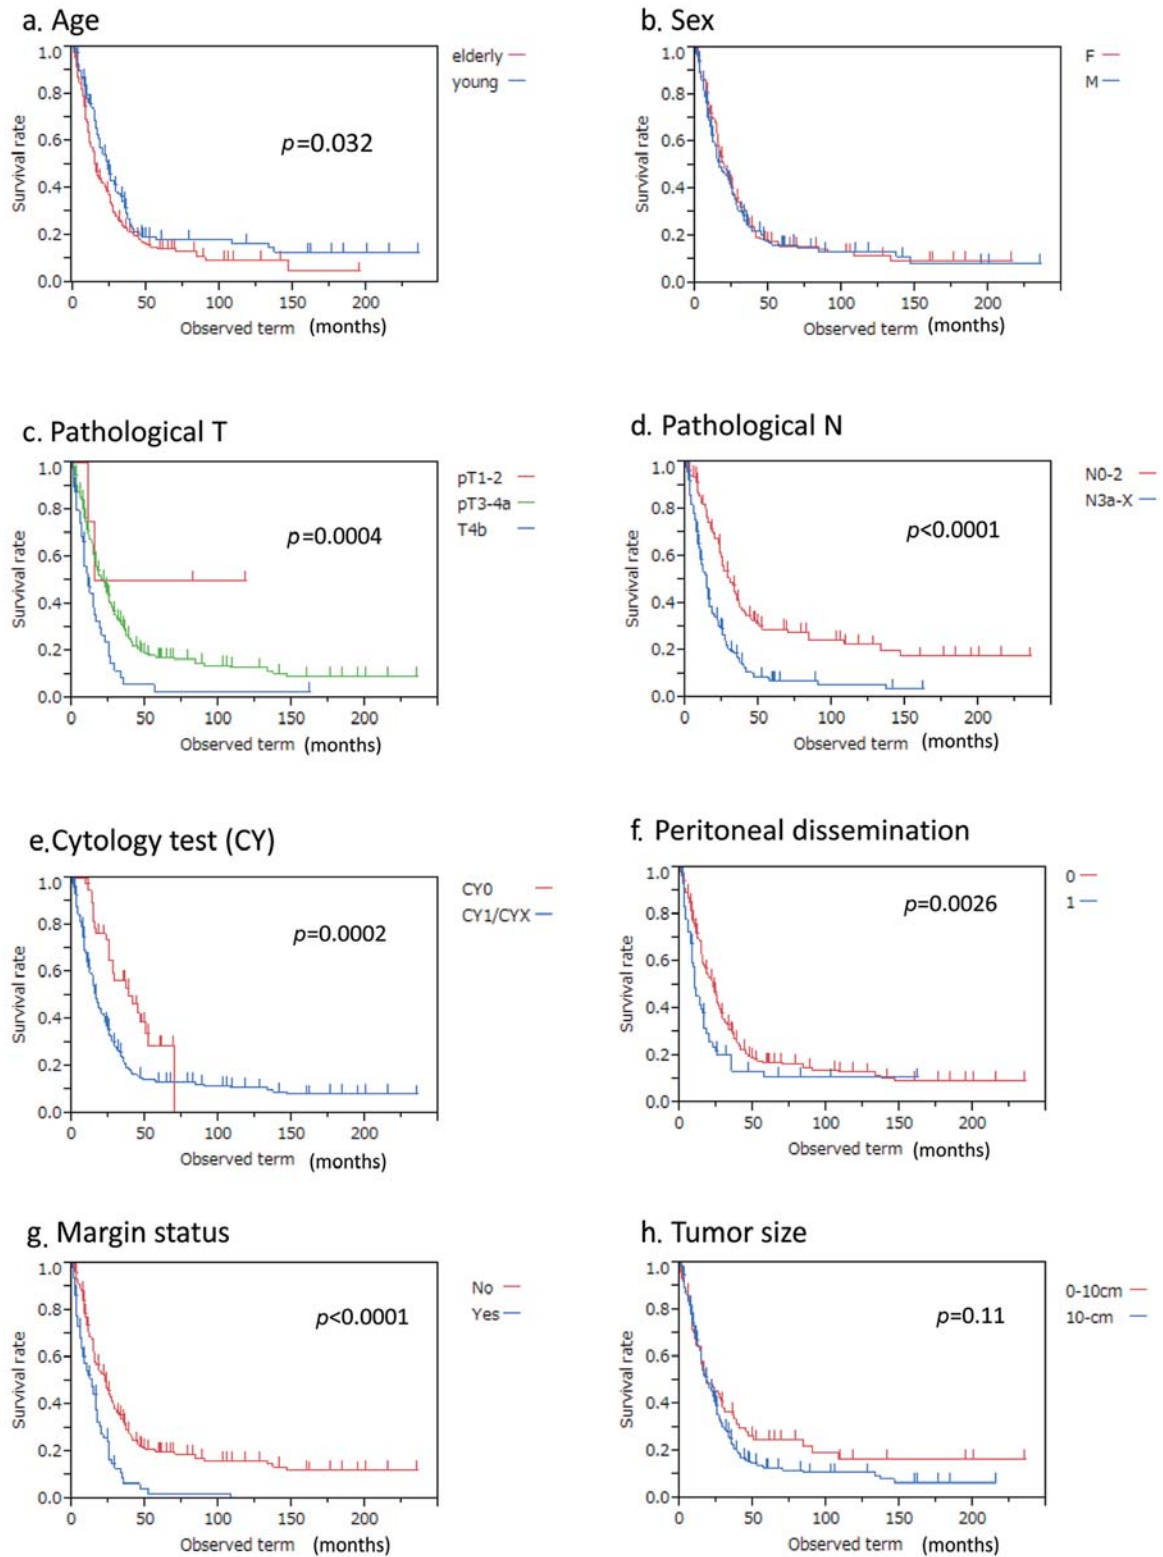 a. Age
1.0
0.8
0.6
0.4
0.2
0.0
Survival rate
0 50 100 150 200
Observed term (months)
elderly
young
p=0.032
b. Sex
1.0
0.8
0.6
0.4
0.2
0.0
Survival rate
0 50 100 150 200
Observed term (months)
F
M
c. Pathological T
1.0
0.8
0.6
0.4
0.2
0.0
Survival rate
0 50 100 150 200
Observed term (months)
pT1-2
pT3-4a
T4b
p=0.0004
d. Pathological N
1.0
0.8
0.6
0.4
0.2
0.0
Survival rate
0 50 100 150 200
Observed term (months)
N0-2
N3a-X
p<0.0001
e.Cytology test (CY)
1.0
0.8
0.6
0.4
0.2
0.0
Survival rate
0 50 100 150 200
Observed term (months)
CY0
CY1/CYX
p=0.0002
f. Peritoneal dissemination
1.0
0.8
0.6
0.4
0.2
0.0
Survival rate
0 50 100 150 200
Observed term (months)
0
1
p=0.0026
g. Margin status
1.0
0.8
0.6
0.4
0.2
0.0
Survival rate
0 50 100 150 200
Observed term (months)
No
Yes
p<0.0001
h. Tumor size
1.0
0.8
0.6
0.4
0.2
0.0
Survival rate
0 50 100 150 200
Observed term (months)
0-10cm
10-cm
p=0.11